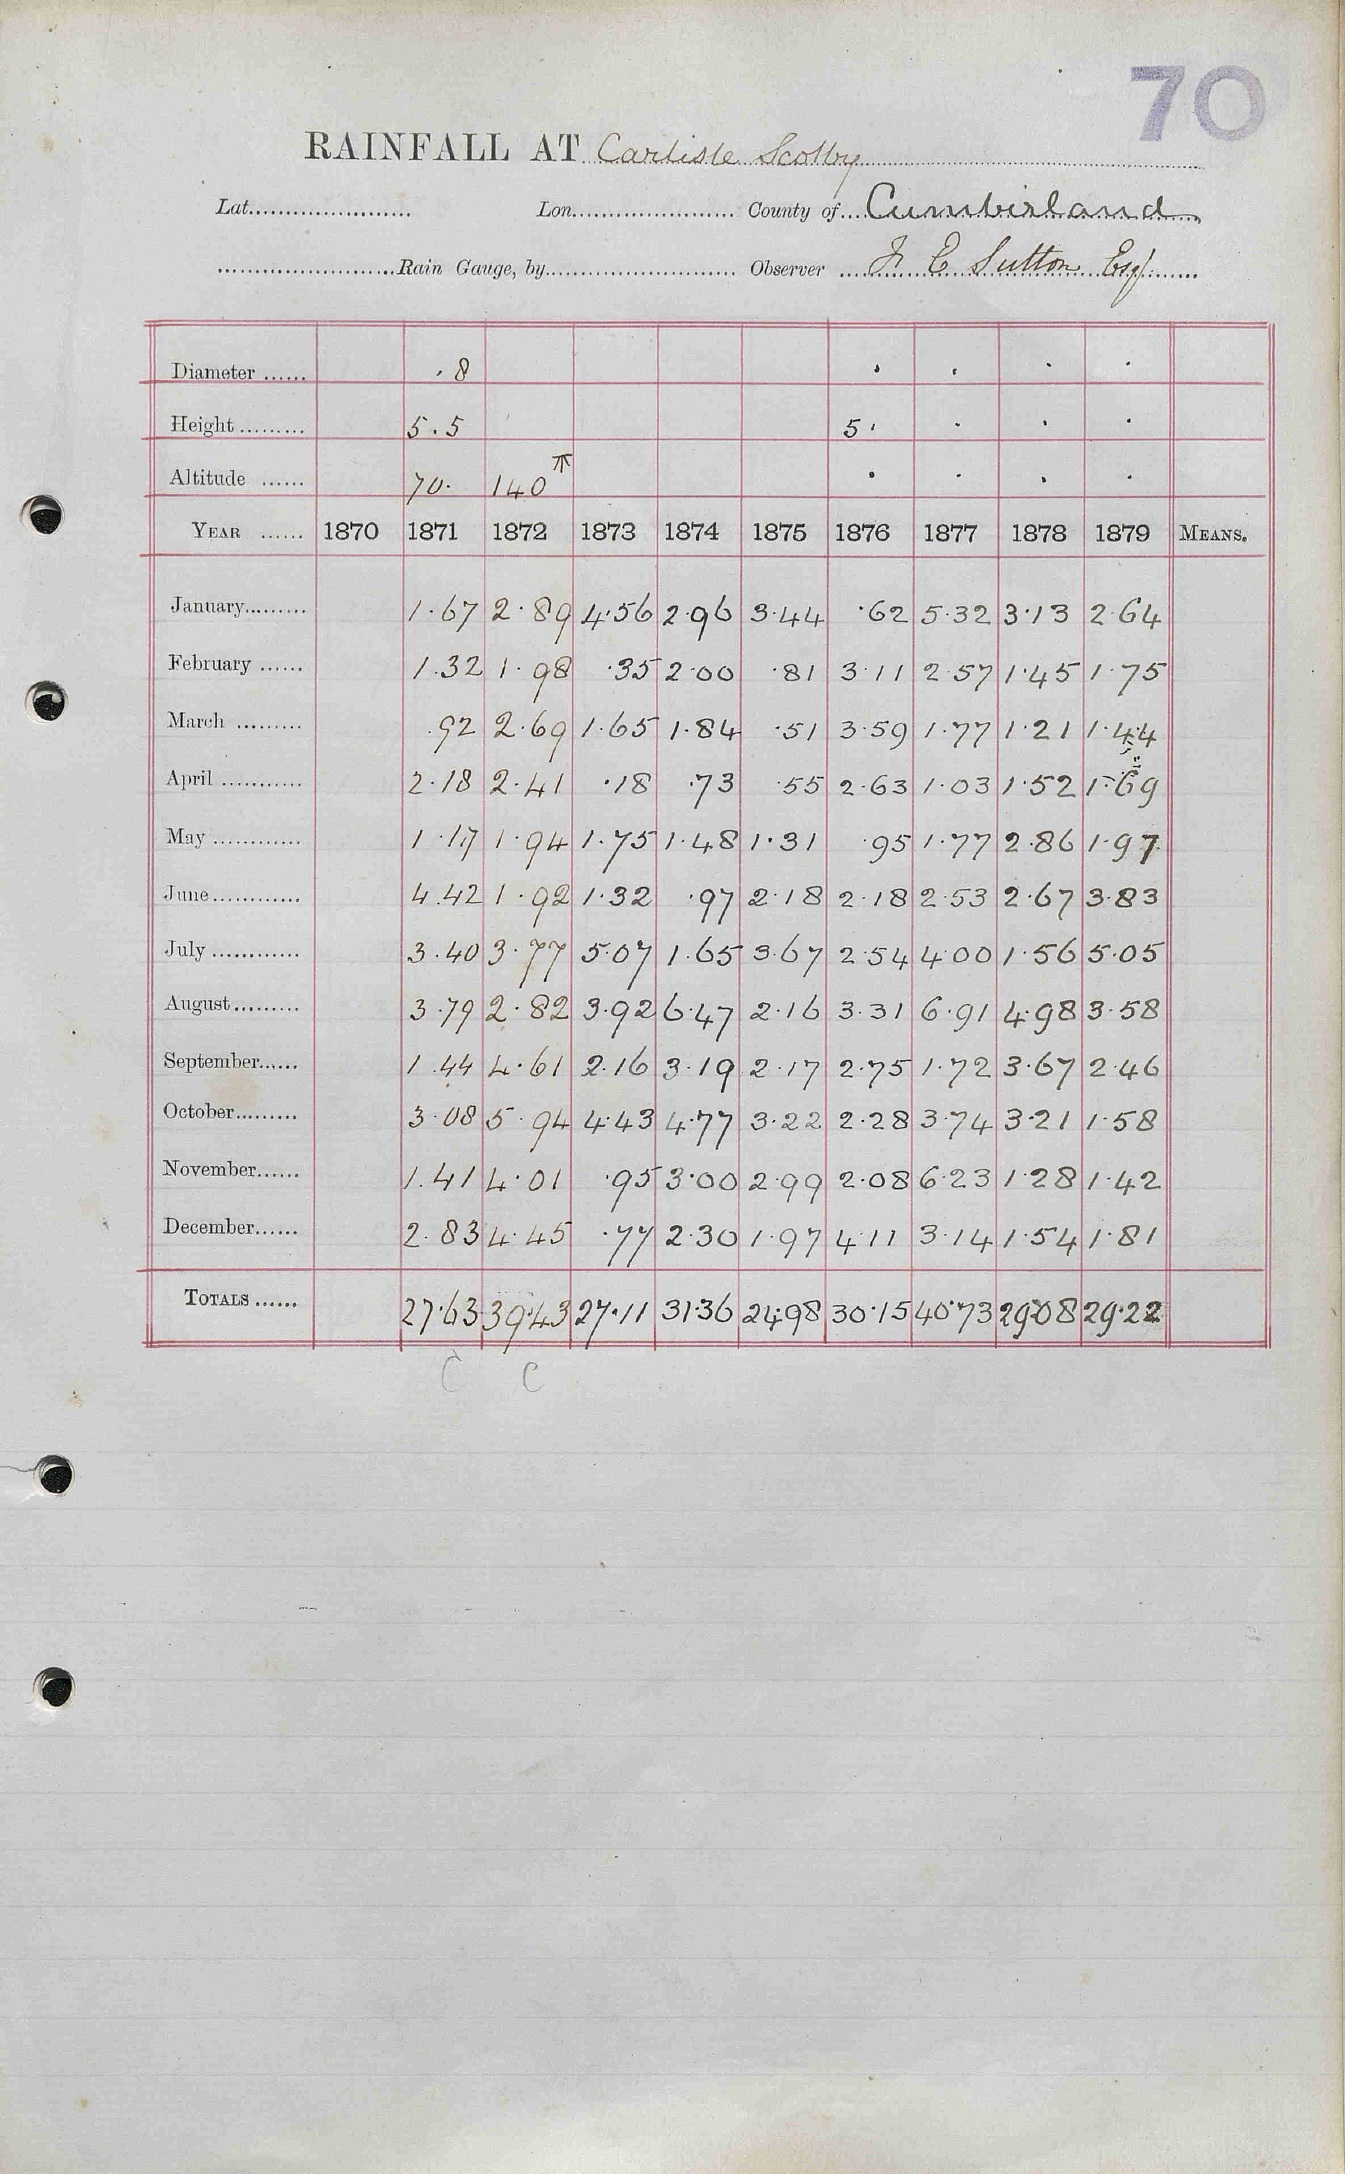 70
RAINFALL AT Carlisle Scotby
Lat...................... Lon...................... County of.... Cumberland
........................Rain Gauge, by.......................... Observer .... F. C. Sutton Esq.
Diameter ...... .8 . . . .
Height ......... 5.5 5. . . .
Altitude ...... 70. 140 . . . .
YEAR ...... 1870 1871 1872 1873 1874 1875 1876 1877 1878 1879 MEANS.
January......... 1.67 2.89 4.56 2.96 3.44 .62 5.32 3.13 2.64
February ...... 1.32 1.98 .35 2.00 .81 3.11 2.57 1.45 1.75
March ......... .92 2.69 1.65 1.84 .51 3.59 1.77 1.21 1.44
April ........... 2.18 2.41 .18 .73 .55 2.63 1.03 1.52 1.69
May ............ 1.17 1.94 1.75 1.48 1.31 .95 1.77 2.86 1.97
June............ 4.42 1.92 1.32 .97 2.18 2.18 2.53 2.67 3.83
July ............ 3.40 3.77 5.07 1.65 3.67 2.54 4.00 1.56 5.05
August......... 3.79 2.82 3.92 6.47 2.16 3.31 6.91 4.98 3.58
September...... 1.44 4.61 2.16 3.19 2.17 2.75 1.72 3.67 2.46
October......... 3.08 5.94 4.43 4.77 3.22 2.28 3.74 3.21 1.58
November...... 1.41 4.01 .95 3.00 2.99 2.08 6.23 1.28 1.42
December...... 2.83 4.45 .77 2.30 1.97 4.11 3.14 1.54 1.81
TOTALS ...... 27.63 39.43 27.11 31.36 24.98 30.15 40.73 29.08 29.22
C C